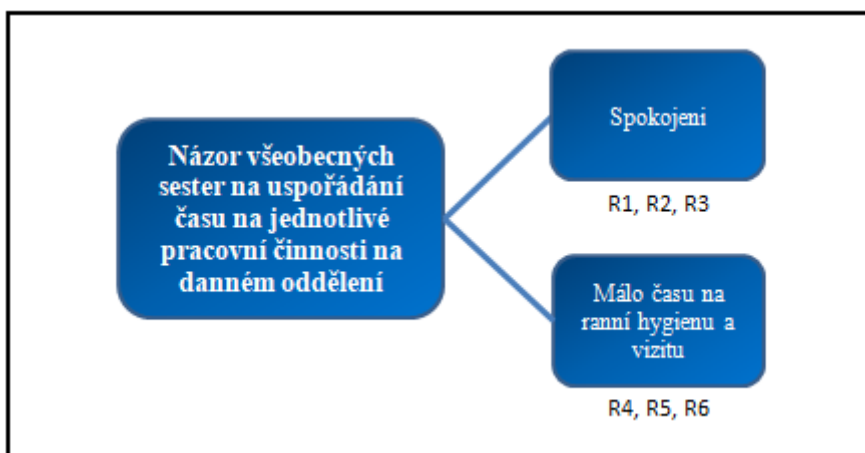 Názor všeobecných
sester na uspořádání
času na jednotlivé
pracovní činnosti na
danném oddělení
Spokojeni
R1, R2, R3
Málo času na
ranní hygienu a
vizitu
R4, R5, R6